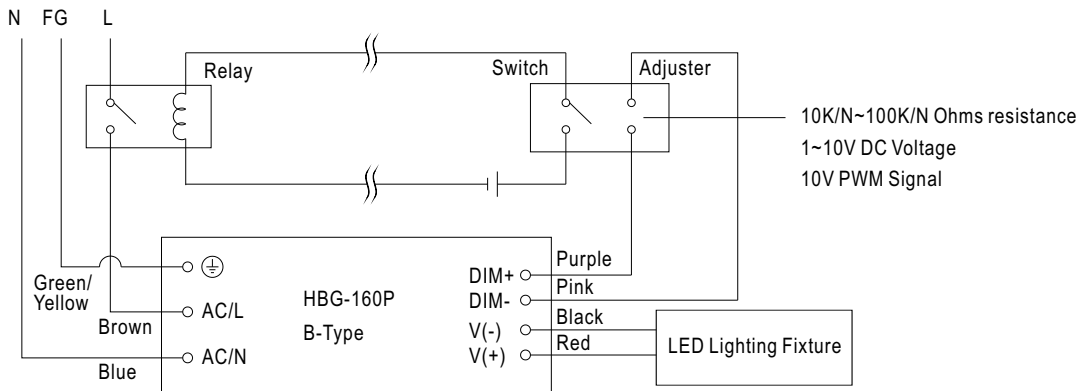 N FG L
Relay
Switch
Adjuster
10K/N~100K/N Ohms resistance
1~10V DC Voltage
10V PWM Signal
Green/
Yellow
Brown
Blue
AC/L
AC/N
HBG-160P
B-Type
DIM+
DIM-
V(-)
V(+)
Purple
Pink
Black
Red
LED Lighting Fixture